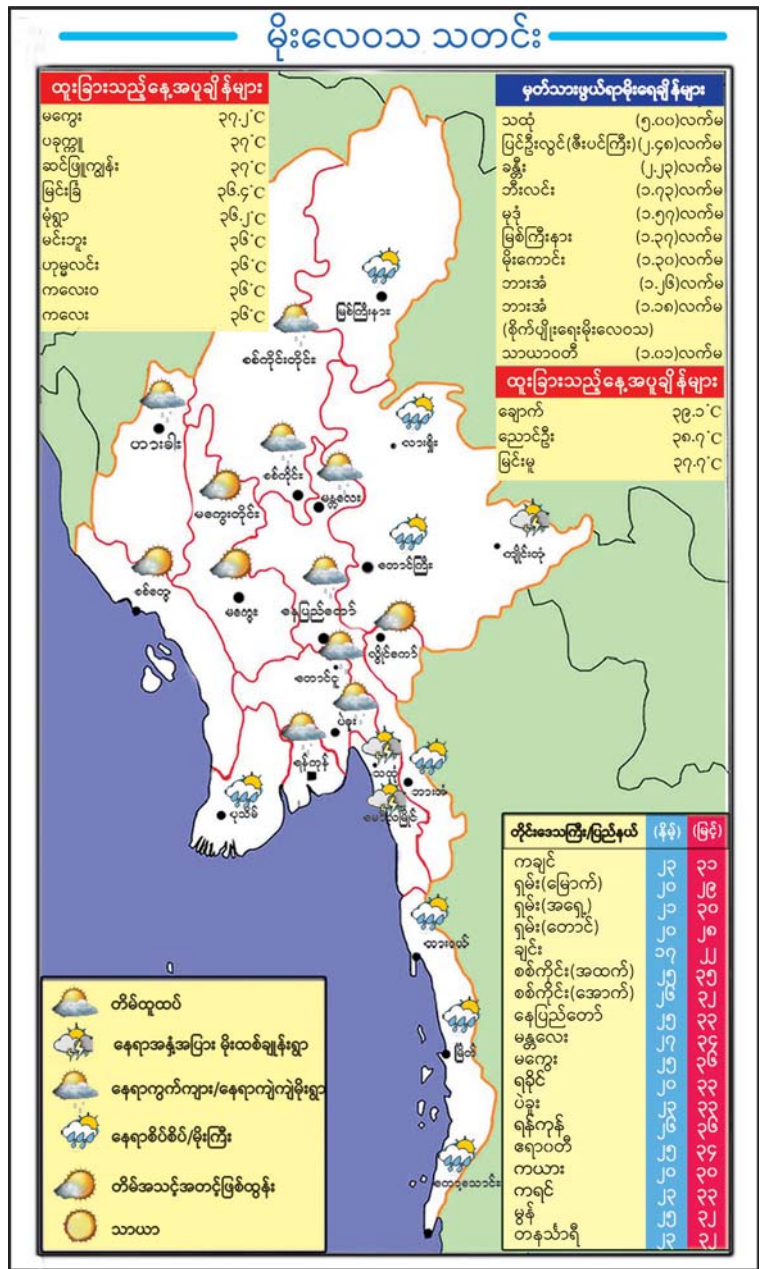 မိုးလေဝသ သတင်း
ထူးခြားသည့်နေ့အပူချိန်များ
မကွေး ၃၇.၂°C
ပခုက္ကူ ၃၇°C
ဆင်ဖြူကျွန်း ၃၇°C
မြင်းခြံ ၃၆.၄°C
မုံရွာ ၃၆.၂°C
မင်းဘူး ၃၆°C
ဟုမ္မလင်း ၃၆°C
ကလေးဝ ၃၆°C
ကလေး ၃၆°C
မှတ်သားဖွယ်ရာမိုးရေချိန်များ
သထုံ (၅.၀၀)လက်မ
ပြင်ဦးလွင်(ဇီးပင်ကြီး)(၂.၄၈)လက်မ
ခန္တီး (၂.၂၃)လက်မ
ဘီးလင်း (၁.၇၃)လက်မ
မုဒုံ (၁.၅၇)လက်မ
မြစ်ကြီးနား (၁.၃၇)လက်မ
မိုးကောင်း (၁.၃၀)လက်မ
ဘားအံ (၁.၂၆)လက်မ
ဘားအံ (၁.၁၈)လက်မ
(စိုက်ပျိုးရေးမိုးလေဝသ)
သာယာဝတီ (၁.၀၁)လက်မ
ထူးခြားသည့်နေ့အပူချိန်များ
ချောက် ၃၉.၁°C
ညောင်ဦး ၃၈.၇°C
မြင်းမူ ၃၇.၇°C
မြစ်ကြီးနား
စစ်ကိုင်းတိုင်း
ဟားခါး
လားရှိုး
စစ်ကိုင်း
မန္တလေး
မကွေးတိုင်း
ကျိုင်းတုံ
တောင်ကြီး
စစ်တွေ
မကွေး
နေပြည်တော်
လွိုင်ကော်
တောင်ငူ
ပဲခူး
ရန်ကုန်
သထုံ
ဘားအံ
ပုသိမ်
မော်လမြိုင်
ထားဝယ်
မြိတ်
ကော့သောင်း
တိမ်ထူထပ်
နေရာအနှံ့အပြား မိုးထစ်ချုန်းရွာ
နေရာကွက်ကျား/နေရာကျဲကျဲမိုးရွာ
နေရာစိပ်စိပ်/မိုးကြီး
တိမ်အသင့်အတင့်ဖြစ်ထွန်း
သာယာ
တိုင်းဒေသကြီး/ပြည်နယ် (နိမ့်) (မြင့်)
ကချင် ၂၃ ၃၁
ရှမ်း(မြောက်) ၂၀ ၂၉
ရှမ်း(အရှေ့) ၂၁ ၃၀
ရှမ်း(တောင်) ၂၀ ၂၈
ချင်း ၁၇ ၂၂
စစ်ကိုင်း(အထက်) ၂၅ ၃၅
စစ်ကိုင်း(အောက်) ၂၆ ၃၂
နေပြည်တော် ၂၅ ၃၃
မန္တလေး ၂၇ ၃၄
မကွေး ၂၅ ၃၆
ရခိုင် ၂၀ ၃၃
ပဲခူး ၂၃ ၃၃
ရန်ကုန် ၂၆ ၃၆
ဧရာဝတီ ၂၅ ၃၄
ကယား ၂၀ ၃၀
ကရင် ၂၃ ၃၃
မွန် ၂၅ ၃၂
တနင်္သာရီ ၂၃ ၃၂